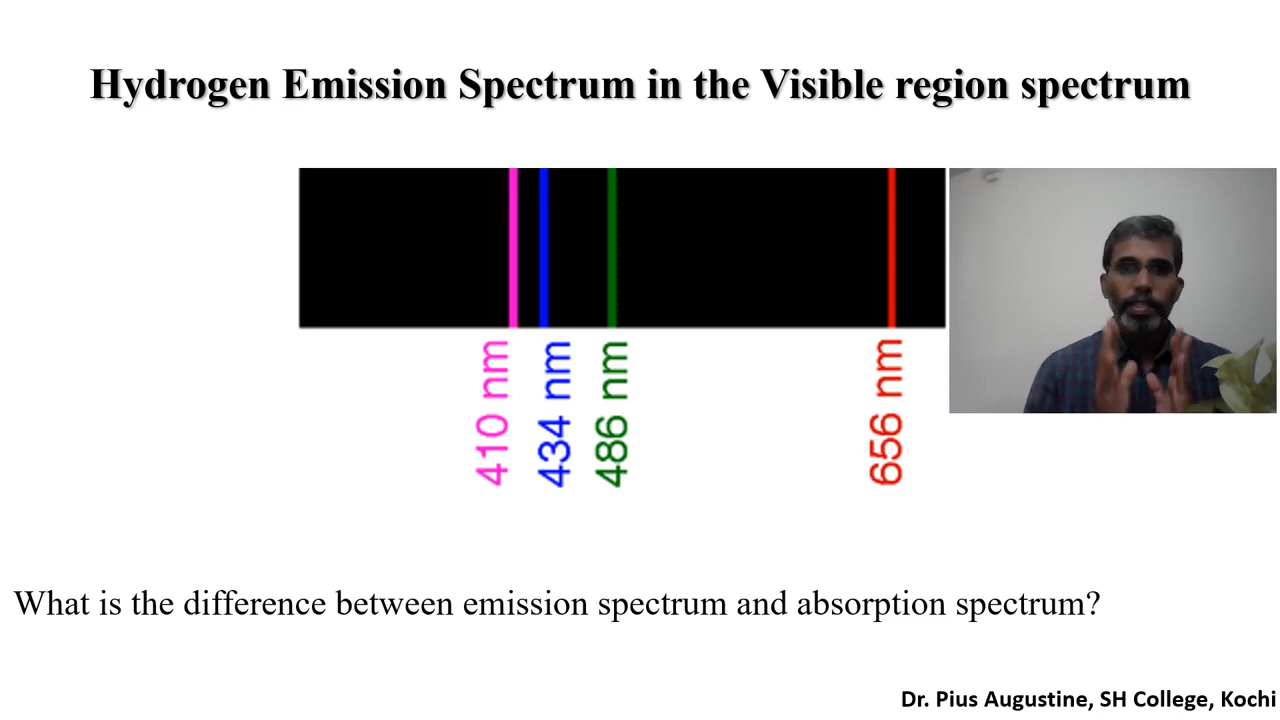 Hydrogen Emission Spectrum in the Visible region spectrum
410 nm
434 nm
486 nm
656 nm
What is the difference between emission spectrum and absorption spectrum?
Dr. Pius Augustine, SH College, Kochi